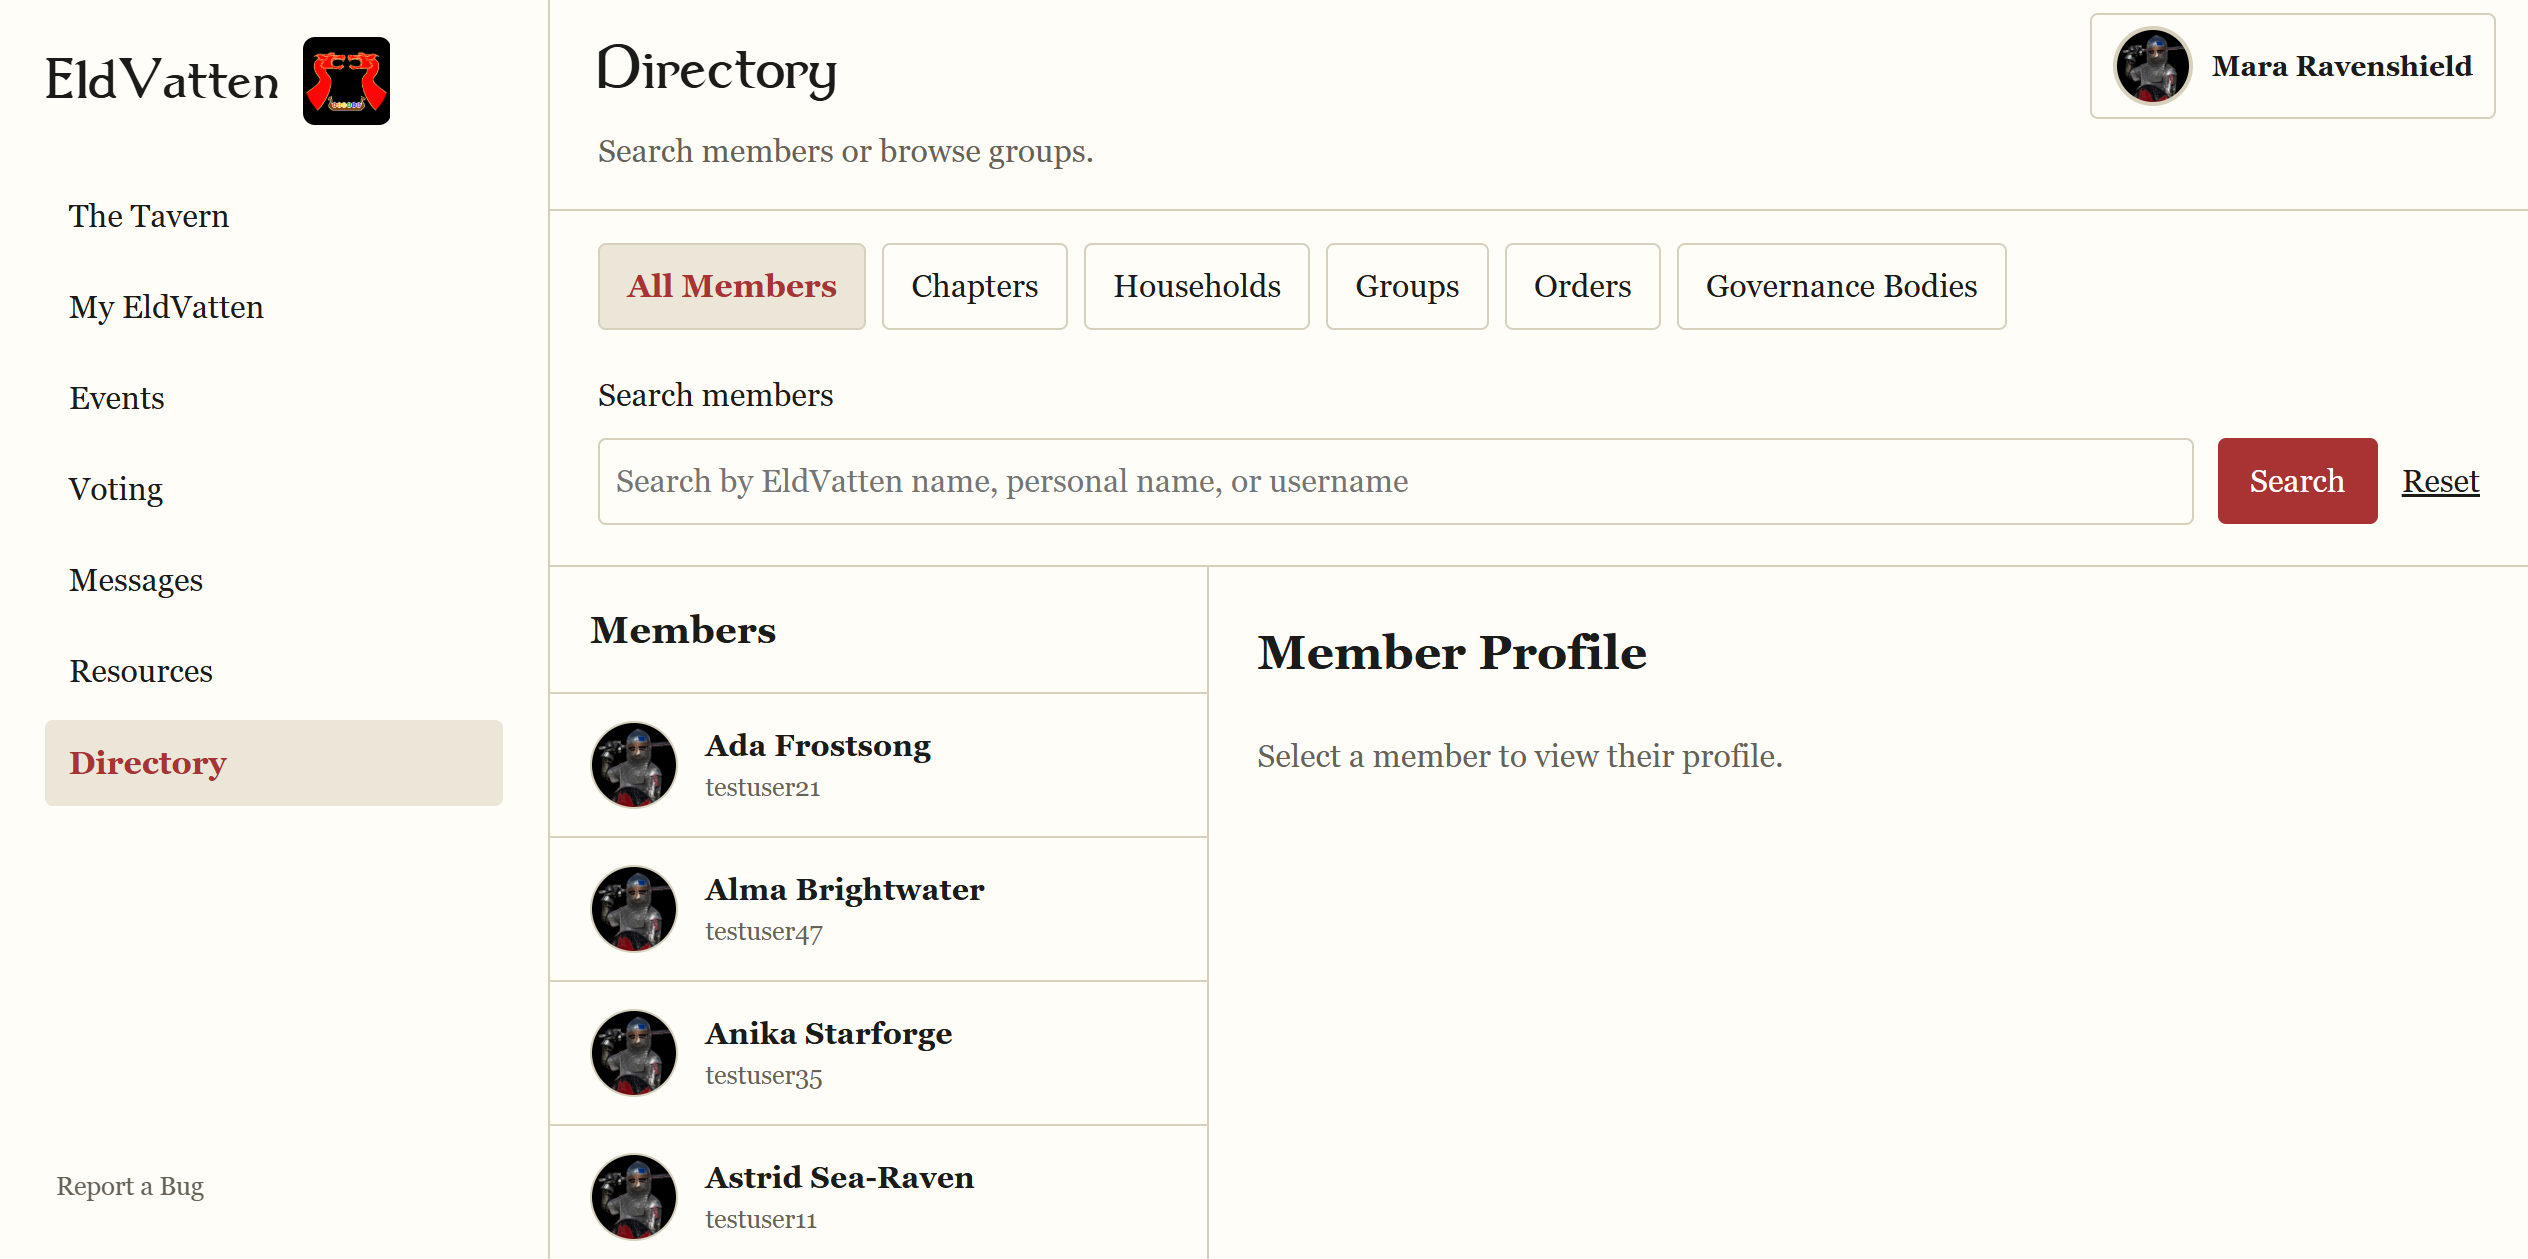 EldVatten
The Tavern
My EldVatten
Events
Voting
Messages
Resources
Directory
Report a Bug
Directory
Search members or browse groups.
Mara Ravenshield
All Members
Chapters
Households
Groups
Orders
Governance Bodies
Search members
Search by EldVatten name, personal name, or username
Search
Reset
Members
Ada Frostsong
testuser21
Alma Brightwater
testuser47
Anika Starforge
testuser35
Astrid Sea-Raven
testuser11
Member Profile
Select a member to view their profile.